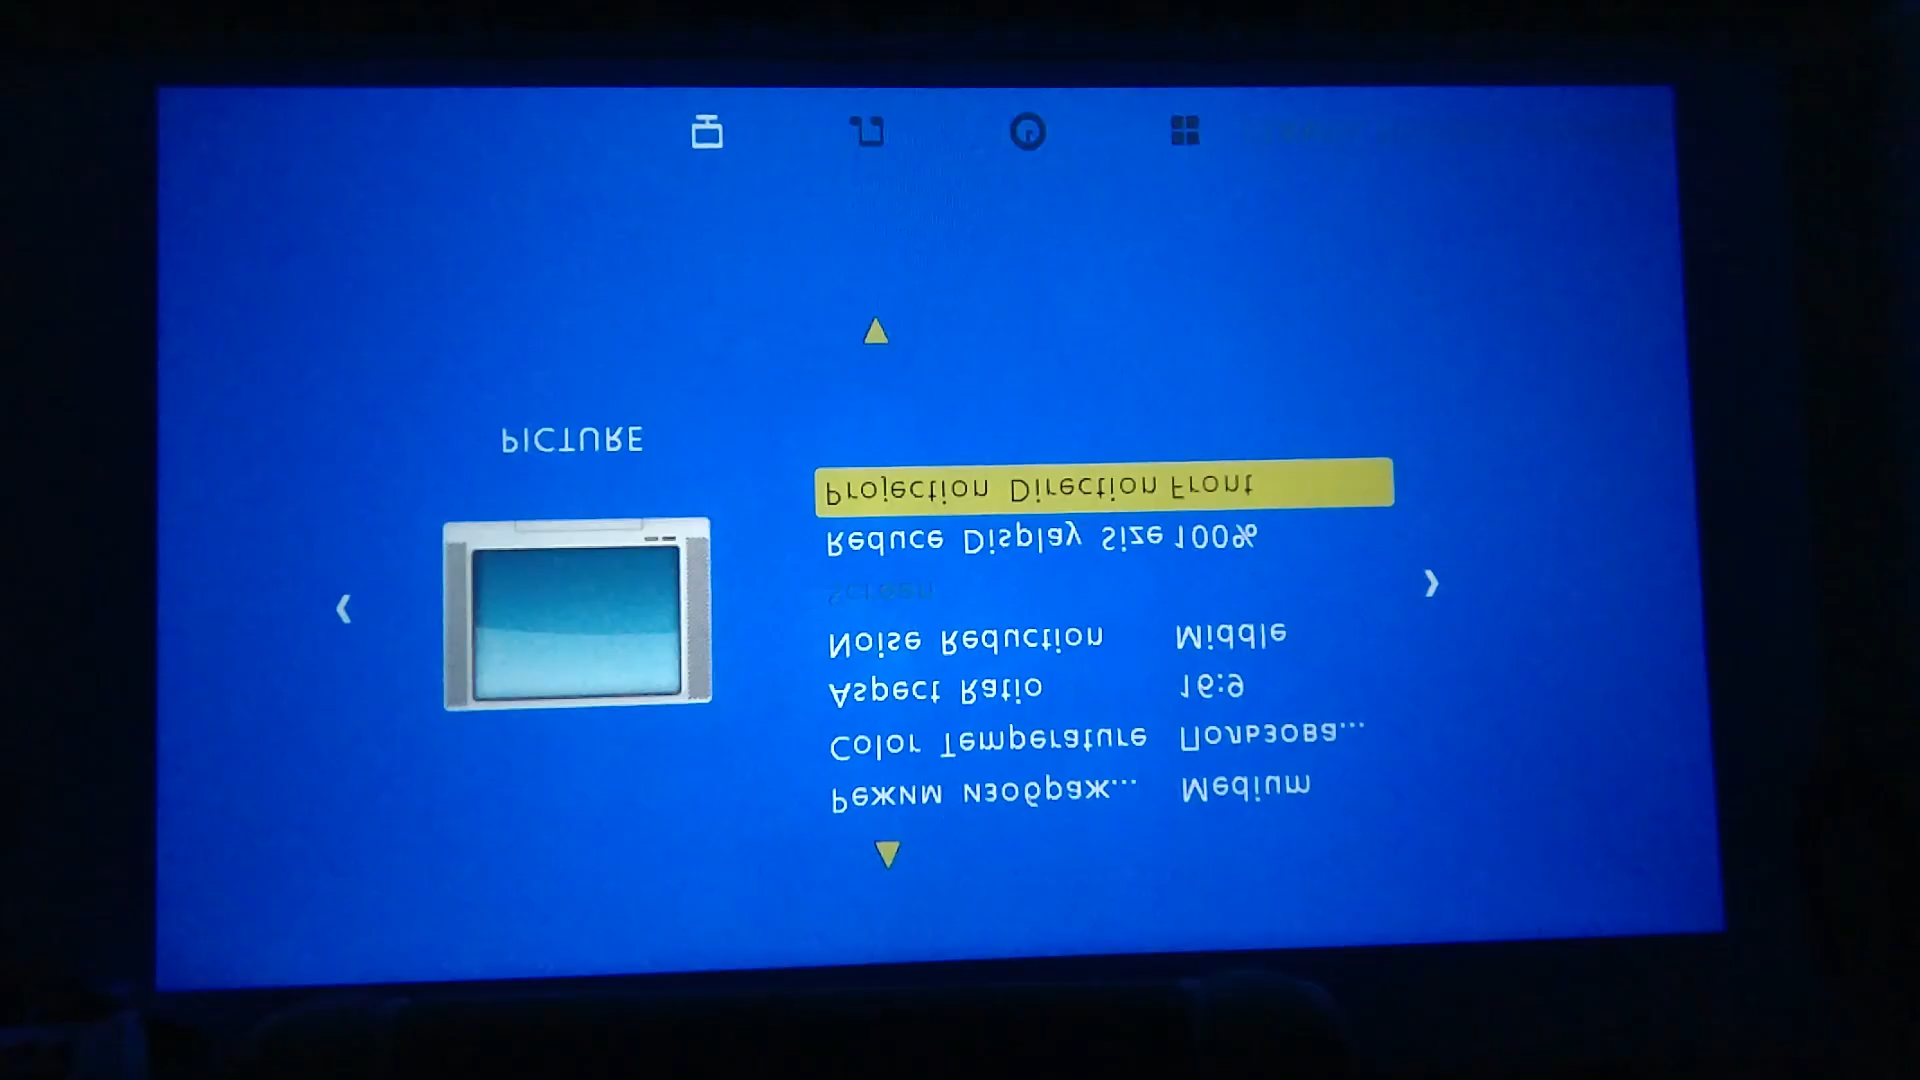 Режим изображ... Medium
Color Temperature Пользова...
Aspect Ratio 16:9
Noise Reduction Middle
Screen
Reduce Display Size 100%
Projection Direction Front
PICTURE